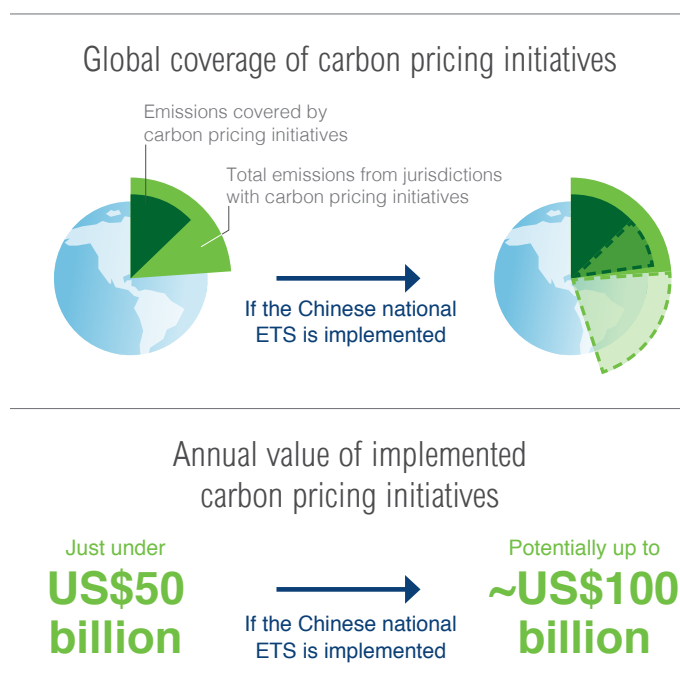 Global coverage of carbon pricing initiatives
Emissions covered by
carbon pricing initiatives
Total emissions from jurisdictions
with carbon pricing initiatives
If the Chinese national
ETS is implemented
Annual value of implemented
carbon pricing initiatives
Just under
US$50
billion
If the Chinese national
ETS is implemented
Potentially up to
~US$100
billion